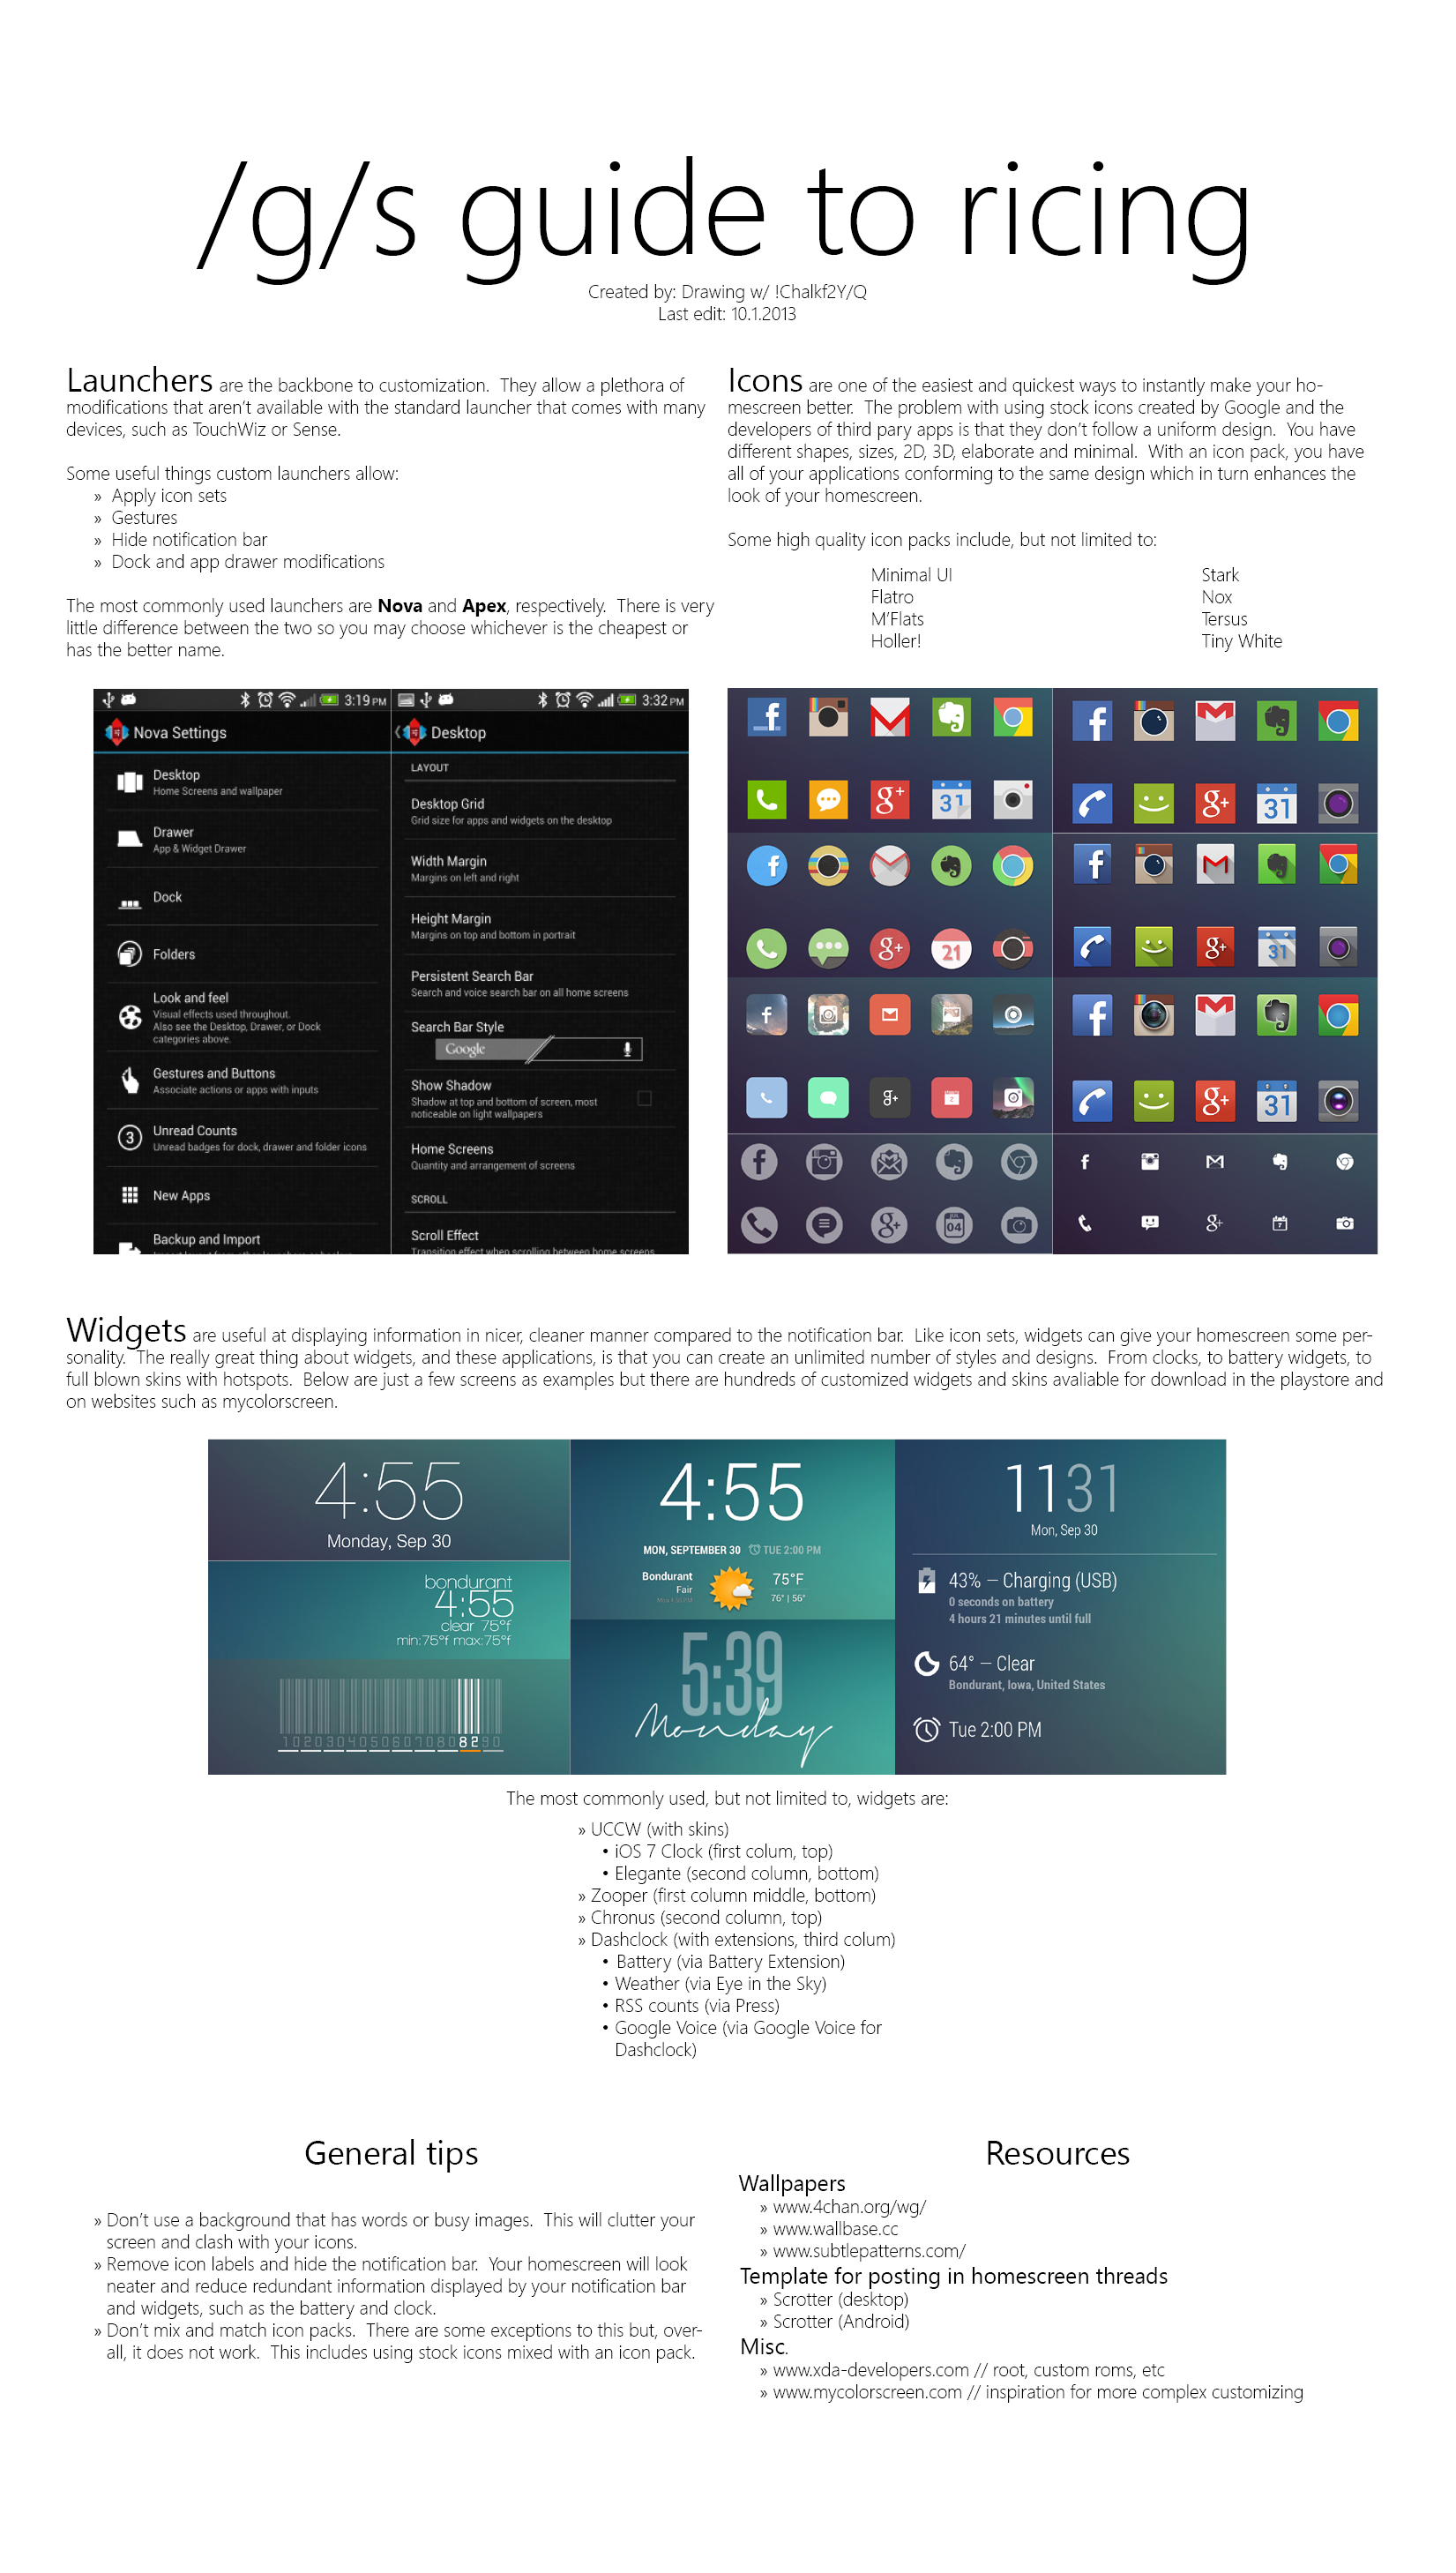 /g/s guide to ricing
Created by: Drawing w/ !Chalkf2Y/Q
Last edit: 10.1.2013
Launchers are the backbone to customization. They allow a plethora of
modifications that aren't available with the standard launcher that comes with many
devices, such as TouchWiz or Sense.
Some useful things custom launchers allow:
» Apply icon sets
» Gestures
» Hide notification bar
» Dock and app drawer modifications
The most commonly used launchers are Nova and Apex, respectively. There is very
little difference between the two so you may choose whichever is the cheapest or
has the better name.
Icons are one of the easiest and quickest ways to instantly make your ho-
mescreen better. The problem with using stock icons created by Google and the
developers of third pary apps is that they don't follow a uniform design. You have
different shapes, sizes, 2D, 3D, elaborate and minimal. With an icon pack, you have
all of your applications conforming to the same design which in turn enhances the
look of your homescreen.
Some high quality icon packs include, but not limited to:
Minimal UI
Flatro
M'Flats
Holler!
Stark
Nox
Tersus
Tiny White
3:19 PM
Nova Settings
Desktop
Home Screens and wallpaper
Drawer
App & Widget Drawer
Dock
Folders
Look and feel
Visual effects used throughout.
Also see the Desktop, Drawer, or Dock
categories above.
Gestures and Buttons
Associate actions or apps with inputs
3
Unread Counts
Unread badges for dock, drawer and folder icons
New Apps
Backup and Import
3:32 PM
Desktop
LAYOUT
Desktop Grid
Grid size for apps and widgets on the desktop
Width Margin
Margins on left and right
Height Margin
Margins on top and bottom in portrait
Persistent Search Bar
Search and voice search bar on all home screens
Search Bar Style
Google
Show Shadow
Shadow at top and bottom of screen, most
noticeable on light wallpapers
Home Screens
Quantity and arrangement of screens
SCROLL
Scroll Effect
Transition effect when scrolling between home screens
g+ 31
g+ 31
g+ 21
g+ 31
g+
g+ 31
g+ 04
g+
Widgets are useful at displaying information in nicer, cleaner manner compared to the notification bar. Like icon sets, widgets can give your homescreen some per-
sonality. The really great thing about widgets, and these applications, is that you can create an unlimited number of styles and designs. From clocks, to battery widgets, to
full blown skins with hotspots. Below are just a few screens as examples but there are hundreds of customized widgets and skins avaliable for download in the playstore and
on websites such as mycolorscreen.
4:55
Monday, Sep 30
bondurant
4:55
clear 75°f
min:75°f max:75°f
10 20 30 40 50 60 70 80 82 90
4:55
MON, SEPTEMBER 30 TUE 2:00 PM
Bondurant
Fair
75°F
76° | 56°
5:39
Monday
1131
Mon, Sep 30
43% — Charging (USB)
0 seconds on battery
4 hours 21 minutes until full
64° — Clear
Bondurant, Iowa, United States
Tue 2:00 PM
The most commonly used, but not limited to, widgets are:
» UCCW (with skins)
• iOS 7 Clock (first colum, top)
• Elegante (second column, bottom)
» Zooper (first column middle, bottom)
» Chronus (second column, top)
» Dashclock (with extensions, third colum)
• Battery (via Battery Extension)
• Weather (via Eye in the Sky)
• RSS counts (via Press)
• Google Voice (via Google Voice for
Dashclock)
General tips
» Don't use a background that has words or busy images. This will clutter your
screen and clash with your icons.
» Remove icon labels and hide the notification bar. Your homescreen will look
neater and reduce redundant information displayed by your notification bar
and widgets, such as the battery and clock.
» Don't mix and match icon packs. There are some exceptions to this but, over-
all, it does not work. This includes using stock icons mixed with an icon pack.
Resources
Wallpapers
» www.4chan.org/wg/
» www.wallbase.cc
» www.subtlepatterns.com/
Template for posting in homescreen threads
» Scrotter (desktop)
» Scrotter (Android)
Misc.
» www.xda-developers.com // root, custom roms, etc
» www.mycolorscreen.com // inspiration for more complex customizing